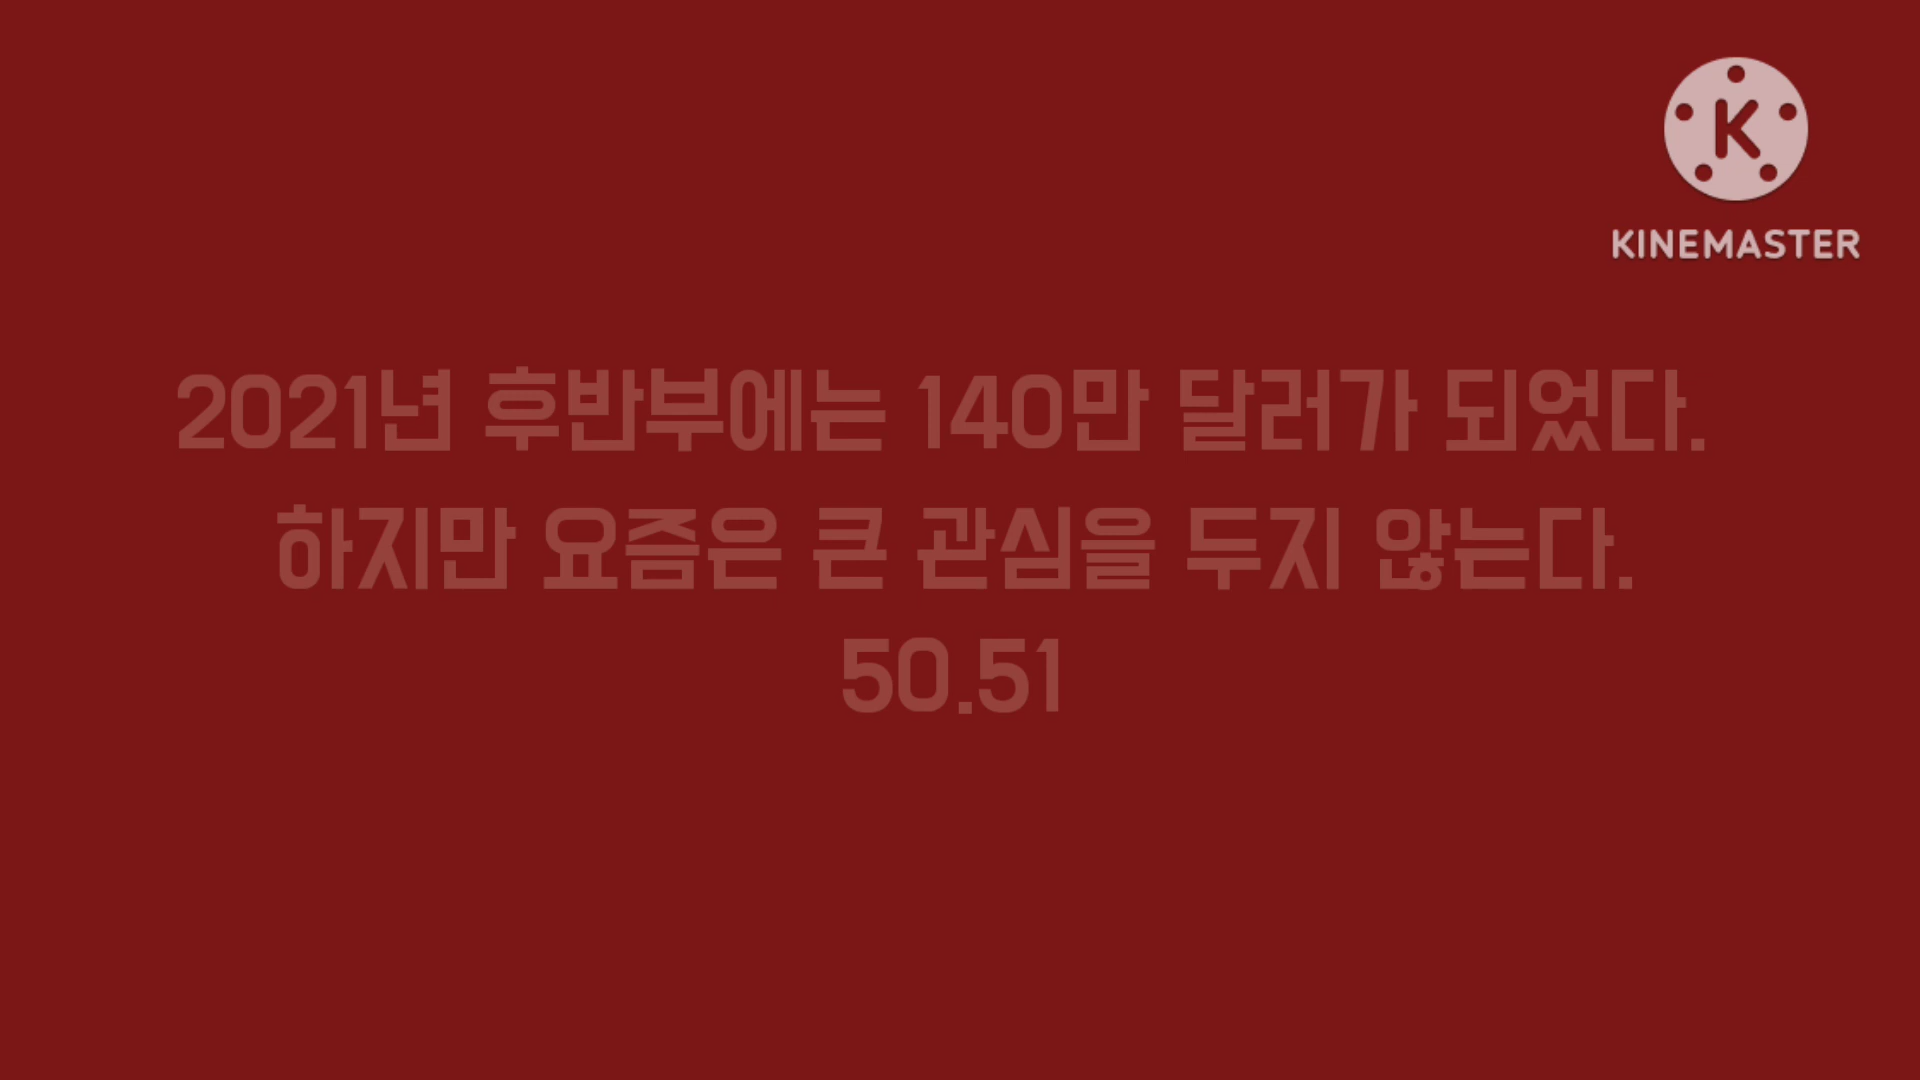 K
KINEMASTER
2021년 후반부에는 140만 달러가 되었다.
하지만 요즘은 큰 관심을 두지 않는다.
50.51